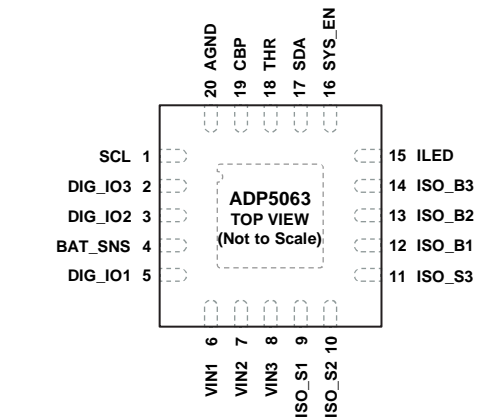 20 AGND
19 CBP
18 THR
17 SDA
16 SYS_EN
SCL 1
DIG_IO3 2
DIG_IO2 3
BAT_SNS 4
DIG_IO1 5
ADP5063
TOP VIEW
(Not to Scale)
15 ILED
14 ISO_B3
13 ISO_B2
12 ISO_B1
11 ISO_S3
VIN1 6
VIN2 7
VIN3 8
ISO_S1 9
ISO_S2 10